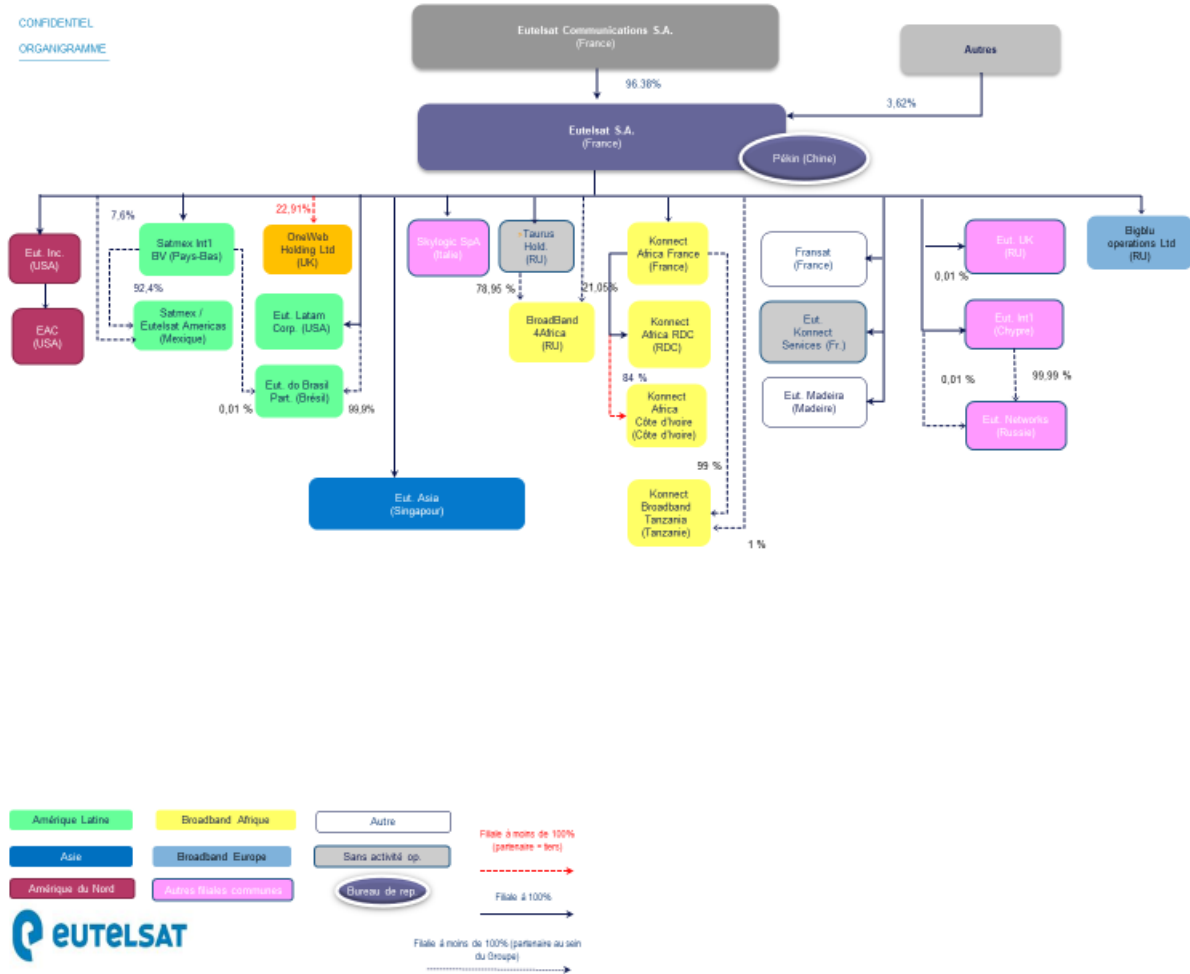 CONFIDENTIEL
ORGANIGRAMME
Eutelsat Communications S.A.
(France)
Autres
96.38%
3,62%
Eutelsat S.A.
(France)
Pékin (Chine)
7,6%
22,91%
Eut. Inc.
(USA)
EAC
(USA)
Satmex Int'l
BV (Pays-Bas)
92,4%
Satmex /
Eutelsat Americas
(Mexique)
OneWeb
Holding Ltd
(UK)
Eut. Latam
Corp. (USA)
Eut. do Brasil
Part. (Brésil)
0,01 %
99,9%
Skylogic SpA
(Italie)
Taurus
Hold.
(RU)
78,95 %
21,05%
BroadBand
4Africa
(RU)
Konnect
Africa France
(France)
Konnect
Africa RDC
(RDC)
84 %
Konnect
Africa
Côte d'Ivoire
(Côte d'Ivoire)
99 %
Konnect
Broadband
Tanzania
(Tanzanie)
1 %
Fransat
(France)
Eut.
Konnect
Services (Fr.)
Eut. Madeira
(Madeire)
Eut. UK
(RU)
0,01 %
Eut. Int'l
(Chypre)
0,01 %
99,99 %
Eut. Networks
(Russie)
Bigblu
operations Ltd
(RU)
Eut. Asia
(Singapour)
Amérique Latine
Broadband Afrique
Autre
Asie
Broadband Europe
Sans activité op.
Amérique du Nord
Autres filiales communes
Bureau de rep.
Filiale à moins de 100%
(partenaire = tiers)
Filiale à 100%
Filiale à moins de 100% (partenaire au sein
du Groupe)
eutelsat